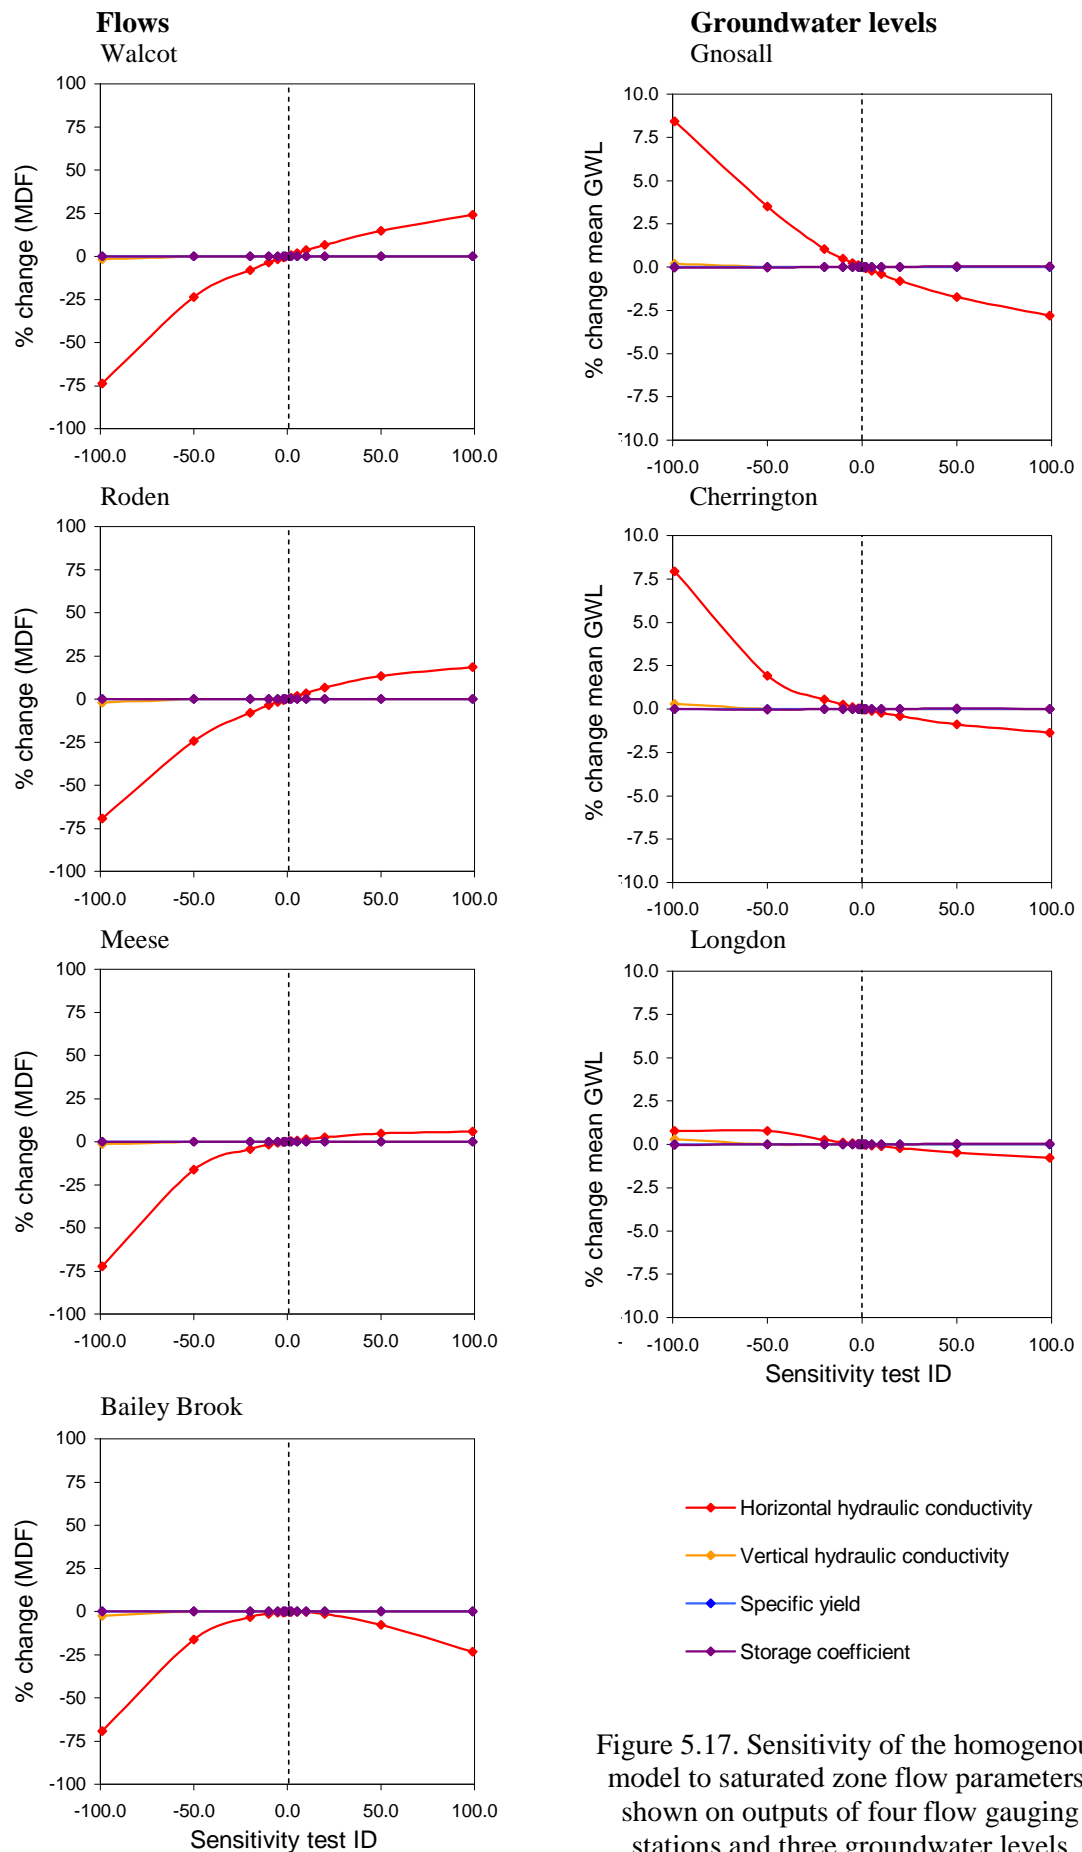 Flows
Walcot
100
75
50
25
0
-25
-50
-75
-100
% change (MDF)
-100.0 -50.0 0.0 50.0 100.0
Roden
100
75
50
25
0
-25
-50
-75
-100
% change (MDF)
-100.0 -50.0 0.0 50.0 100.0
Meese
100
75
50
25
0
-25
-50
-75
-100
% change (MDF)
-100.0 -50.0 0.0 50.0 100.0
Bailey Brook
100
75
50
25
0
-25
-50
-75
-100
% change (MDF)
-100.0 -50.0 0.0 50.0 100.0
Sensitivity test ID
Groundwater levels
Gnosall
10.0
7.5
5.0
2.5
0.0
-2.5
-5.0
-7.5
-10.0
% change mean GWL
-100.0 -50.0 0.0 50.0 100.0
Cherrington
10.0
7.5
5.0
2.5
0.0
-2.5
-5.0
-7.5
-10.0
% change mean GWL
-100.0 -50.0 0.0 50.0 100.0
Longdon
10.0
7.5
5.0
2.5
0.0
-2.5
-5.0
-7.5
-10.0
% change mean GWL
-100.0 -50.0 0.0 50.0 100.0
Sensitivity test ID
Horizontal hydraulic conductivity
Vertical hydraulic conductivity
Specific yield
Storage coefficient
Figure 5.17. Sensitivity of the homogenou
model to saturated zone flow parameters
shown on outputs of four flow gauging
stations and three groundwater levels